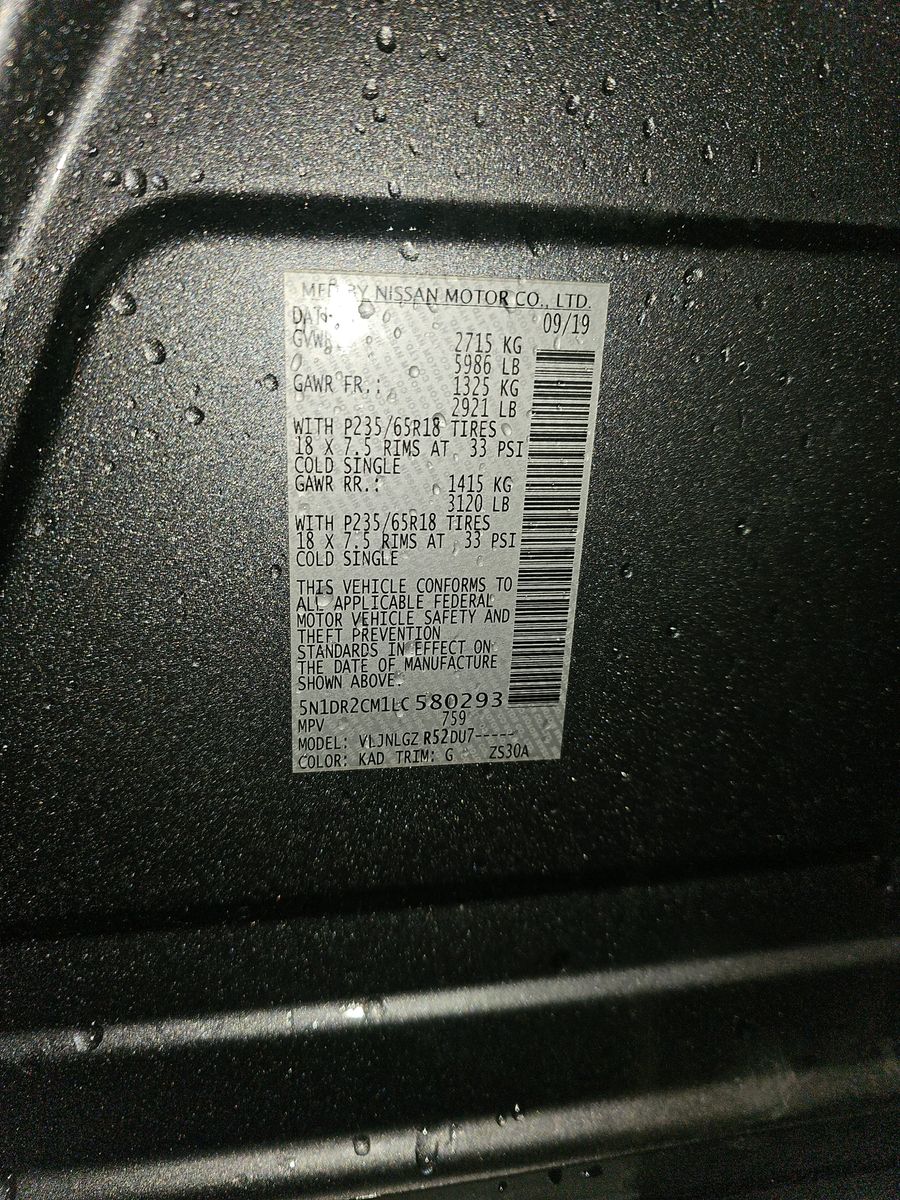 MFD BY NISSAN MOTOR CO., LTD.
DATE: 09/19
GVWR 2715 KG
5986 LB
GAWR FR.: 1325 KG
2921 LB
WITH P235/65R18 TIRES
18 X 7.5 RIMS AT 33 PSI
COLD SINGLE
GAWR RR.: 1415 KG
3120 LB
WITH P235/65R18 TIRES
18 X 7.5 RIMS AT 33 PSI
COLD SINGLE
THIS VEHICLE CONFORMS TO
ALL APPLICABLE FEDERAL
MOTOR VEHICLE SAFETY AND
THEFT PREVENTION
STANDARDS IN EFFECT ON
THE DATE OF MANUFACTURE
SHOWN ABOVE.
5N1DR2CM1LC580293
MPV 759
MODEL: VLJNLGZ R52DU7-----
COLOR: KAD TRIM: G ZS30A